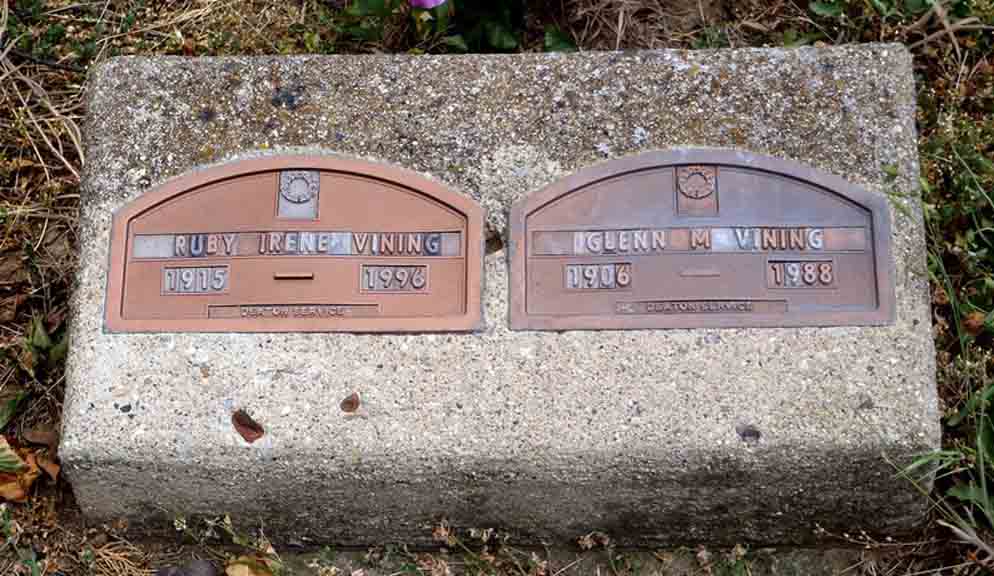 RUBY IRENE VINING
1915 — 1996
DEATON SERVICE
GLENN M VINING
1906 — 1988
DEATON SERVICE